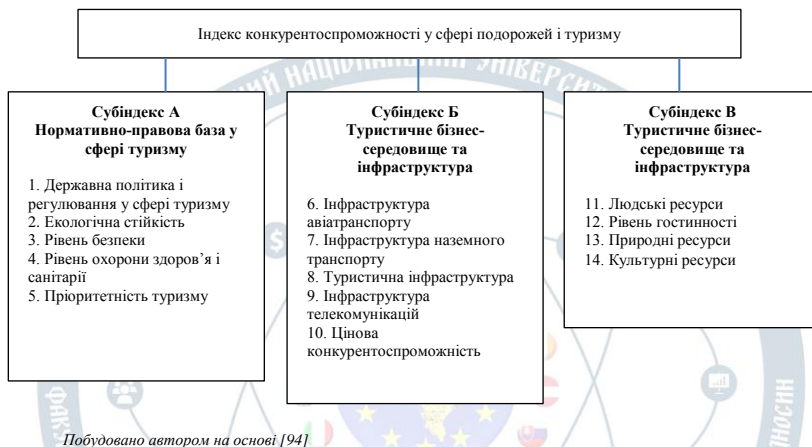 Індекс конкурентоспроможності у сфері подорожей і туризму
Субіндекс А
Нормативно-правова база у
сфері туризму
1. Державна політика і
регулювання у сфері туризму
2. Екологічна стійкість
3. Рівень безпеки
4. Рівень охорони здоров’я і
санітарії
5. Пріоритетність туризму
Субіндекс Б
Туристичне бізнес-
середовище та
інфраструктура
6. Інфраструктура
авіатранспорту
7. Інфраструктура наземного
транспорту
8. Туристична інфраструктура
9. Інфраструктура
телекомунікацій
10. Цінова
конкурентоспроможність
Субіндекс В
Туристичне бізнес-
середовище та
інфраструктура
11. Людські ресурси
12. Рівень гостинності
13. Природні ресурси
14. Культурні ресурси
Побудовано автором на основі [94]